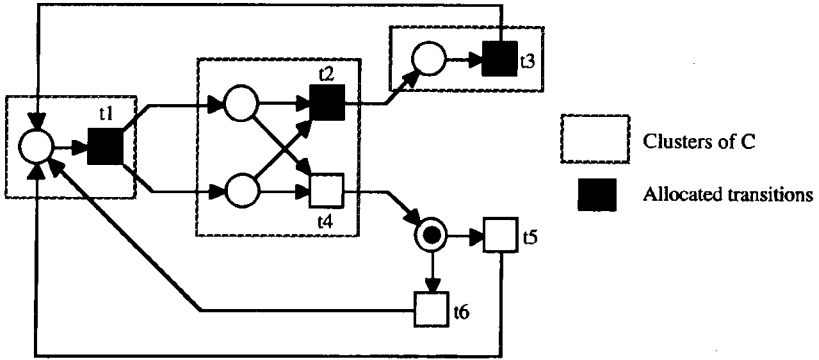 t3
t2
t1
Clusters of C
Allocated transitions
t4
t5
t6